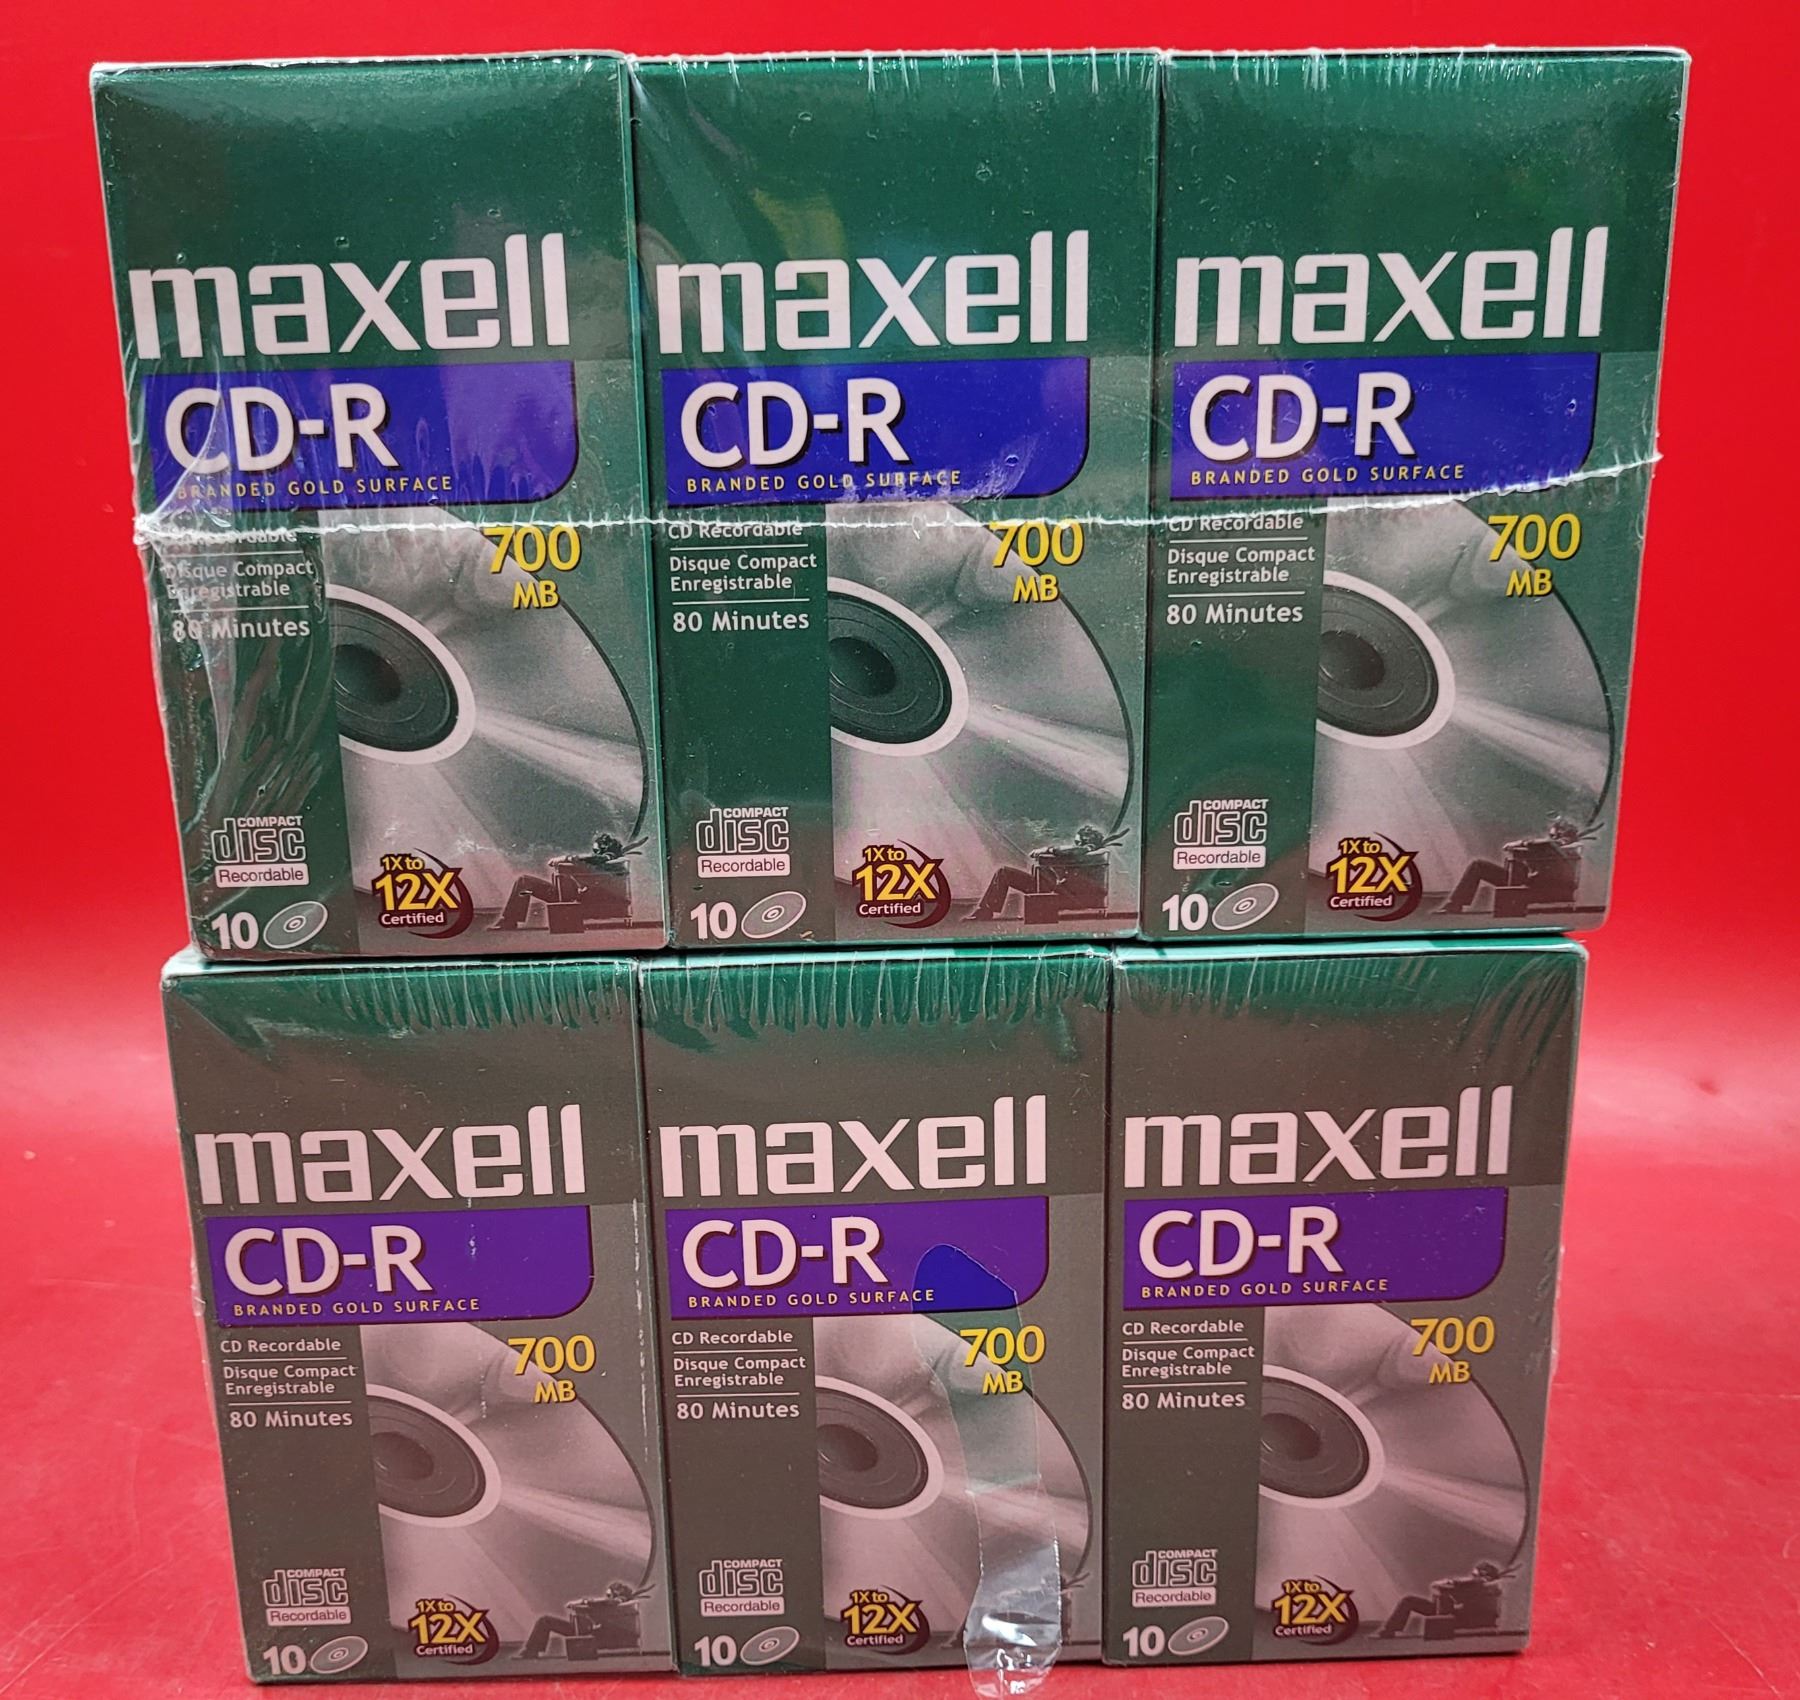 maxell
CD-R
BRANDED GOLD SURFACE
CD Recordable
Disque Compact
Enregistrable
80 Minutes
700
MB
COMPACT
disc
Recordable
10
1X to
12X
Certified
maxell
CD-R
BRANDED GOLD SURFACE
CD Recordable
Disque Compact
Enregistrable
80 Minutes
700
MB
COMPACT
disc
Recordable
10
1X to
12X
Certified
maxell
CD-R
BRANDED GOLD SURFACE
CD Recordable
Disque Compact
Enregistrable
80 Minutes
700
MB
COMPACT
disc
Recordable
10
1X to
12X
Certified
maxell
CD-R
BRANDED GOLD SURFACE
CD Recordable
Disque Compact
Enregistrable
80 Minutes
700
MB
COMPACT
disc
Recordable
10
1X to
12X
Certified
maxell
CD-R
BRANDED GOLD SURFACE
CD Recordable
Disque Compact
Enregistrable
80 Minutes
700
MB
COMPACT
disc
Recordable
10
1X to
12X
Certified
maxell
CD-R
BRANDED GOLD SURFACE
CD Recordable
Disque Compact
Enregistrable
80 Minutes
700
MB
COMPACT
disc
Recordable
10
1X to
12X
Certified